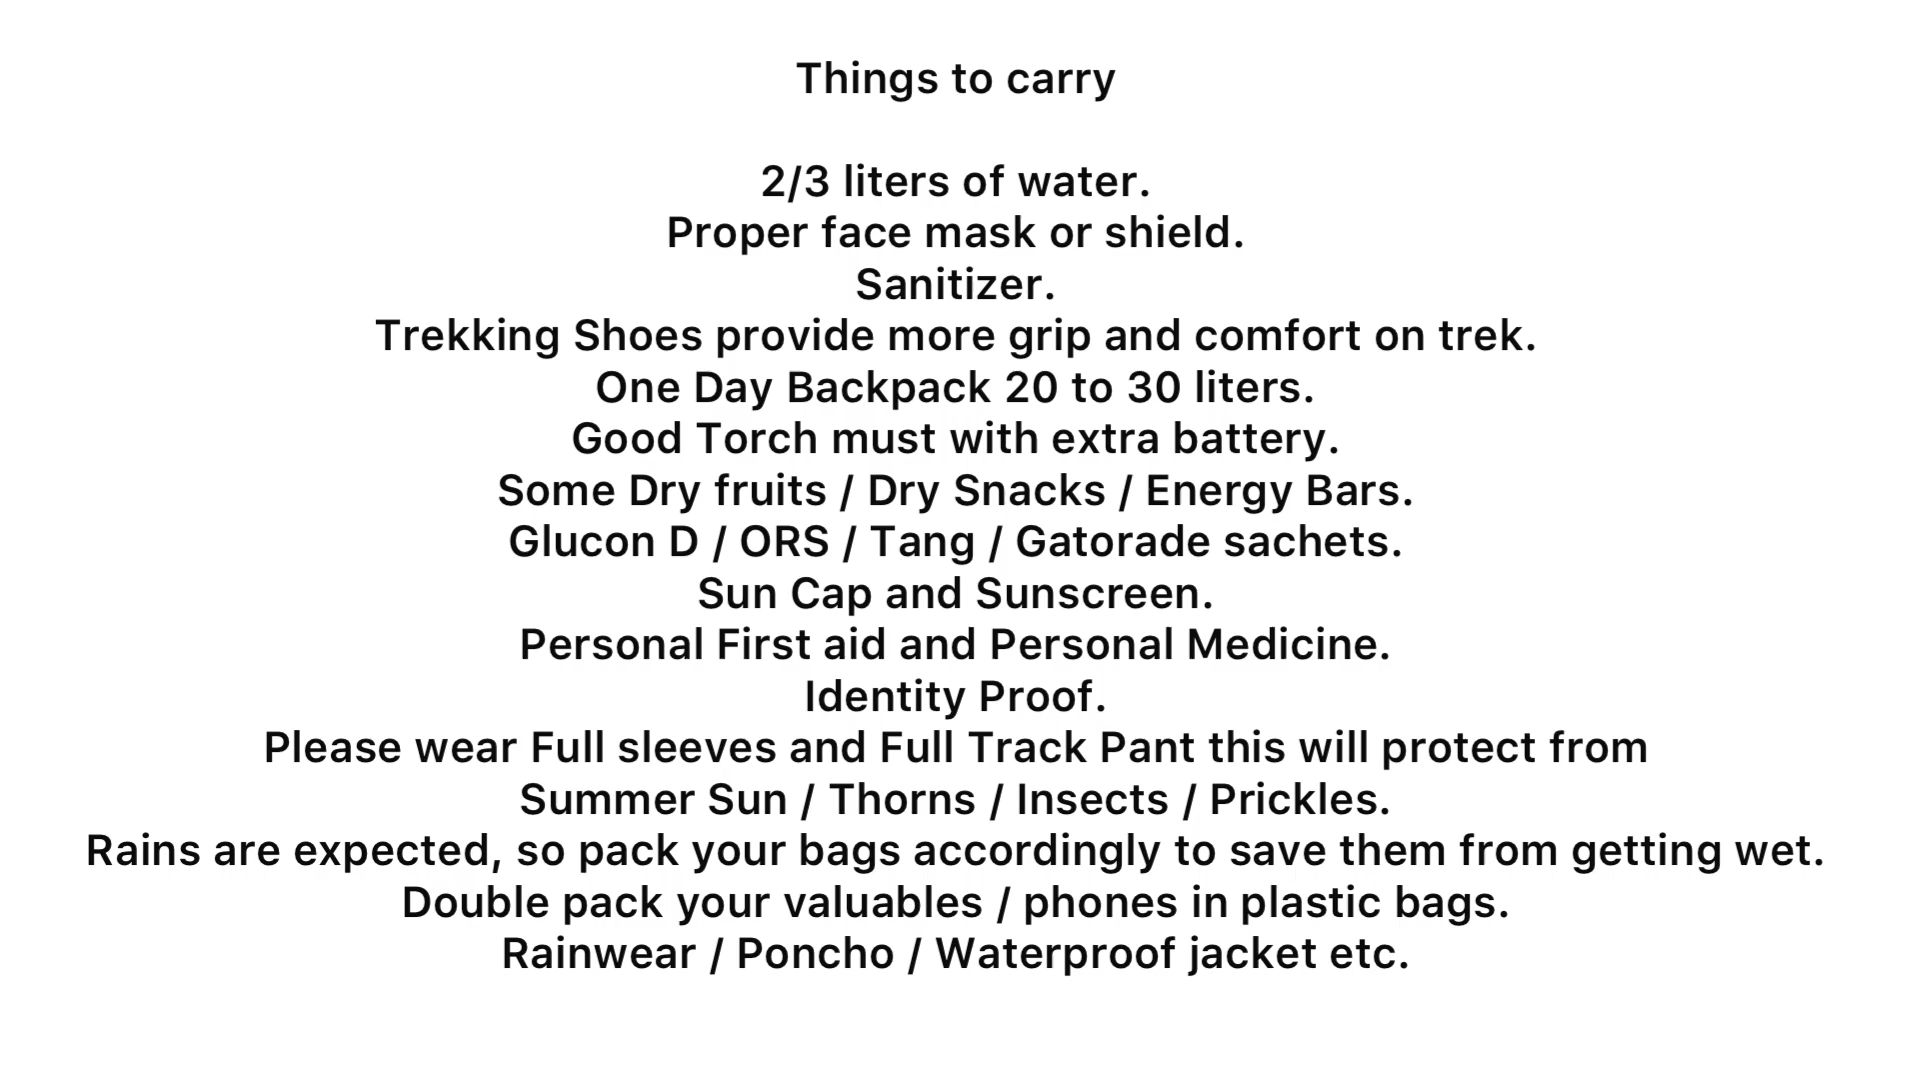 Things to carry
2/3 liters of water.
Proper face mask or shield.
Sanitizer.
Trekking Shoes provide more grip and comfort on trek.
One Day Backpack 20 to 30 liters.
Good Torch must with extra battery.
Some Dry fruits / Dry Snacks / Energy Bars.
Glucon D / ORS / Tang / Gatorade sachets.
Sun Cap and Sunscreen.
Personal First aid and Personal Medicine.
Identity Proof.
Please wear Full sleeves and Full Track Pant this will protect from
Summer Sun / Thorns / Insects / Prickles.
Rains are expected, so pack your bags accordingly to save them from getting wet.
Double pack your valuables / phones in plastic bags.
Rainwear / Poncho / Waterproof jacket etc.